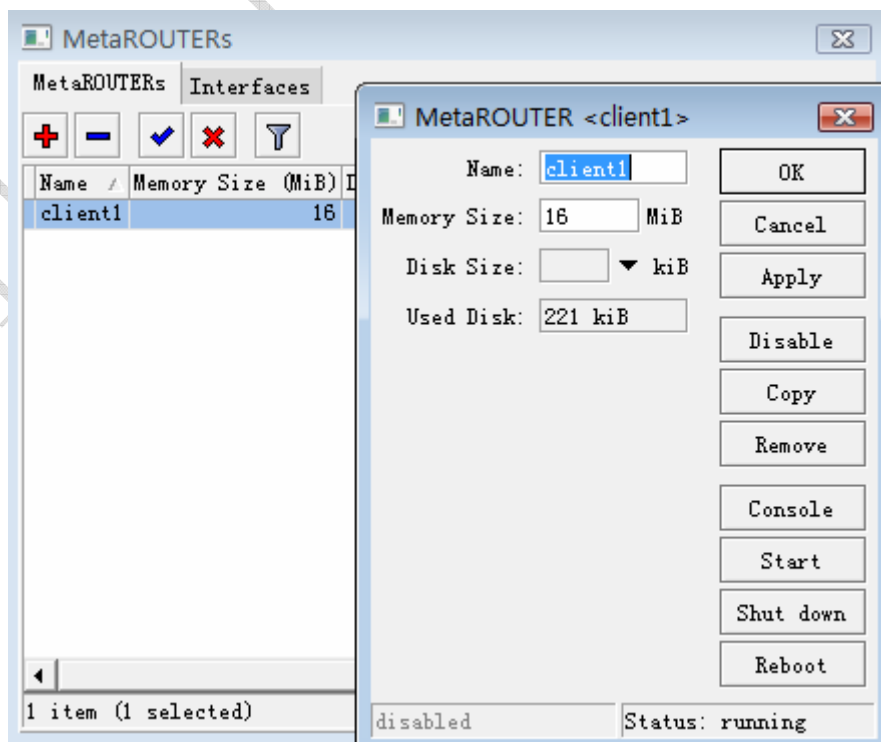 MetaROUTERs
MetaROUTERs Interfaces
Name Memory Size (MiB) D
client1 16
1 item (1 selected)
MetaROUTER <client1>
Name: client1
Memory Size: 16 MiB
Disk Size: kiB
Used Disk: 221 kiB
OK
Cancel
Apply
Disable
Copy
Remove
Console
Start
Shut down
Reboot
disabled Status: running